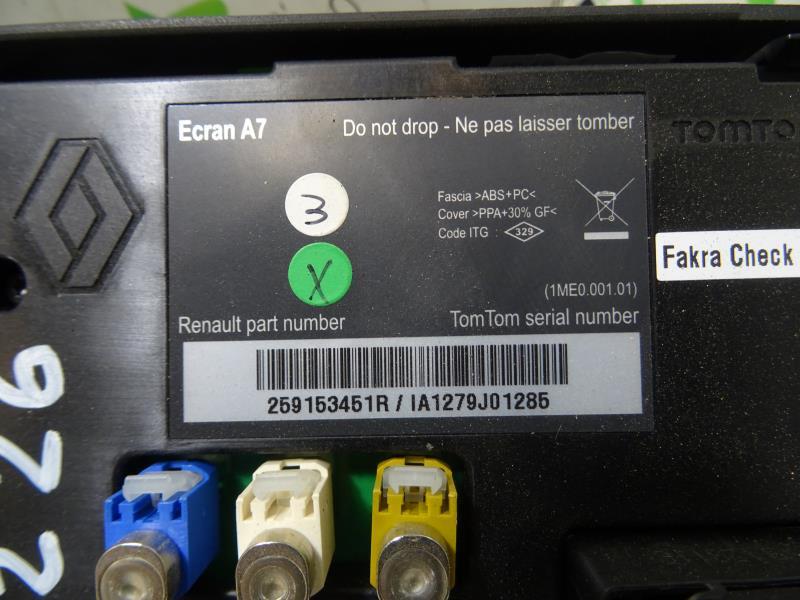 Ecran A7
Do not drop - Ne pas laisser tomber
TOMTO
3
X
Fascia >ABS+PC<
Cover >PPA+30% GF<
Code ITG : 329
Fakra Check
(1ME0.001.01)
Renault part number
TomTom serial number
259153451R / IA1279J01285
972